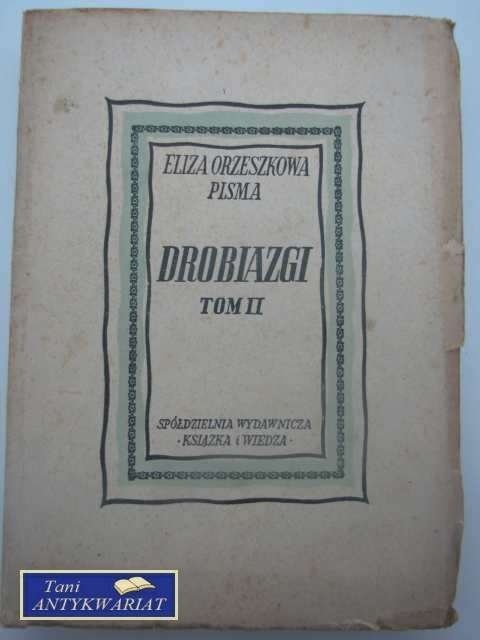 ELIZA ORZESZKOWA
PISMA
DROBIAZGI
TOM II
SPÓŁDZIELNIA WYDAWNICZA
·KSIĄŻKA i WIEDZA·
Tani
ANTYKWARIAT